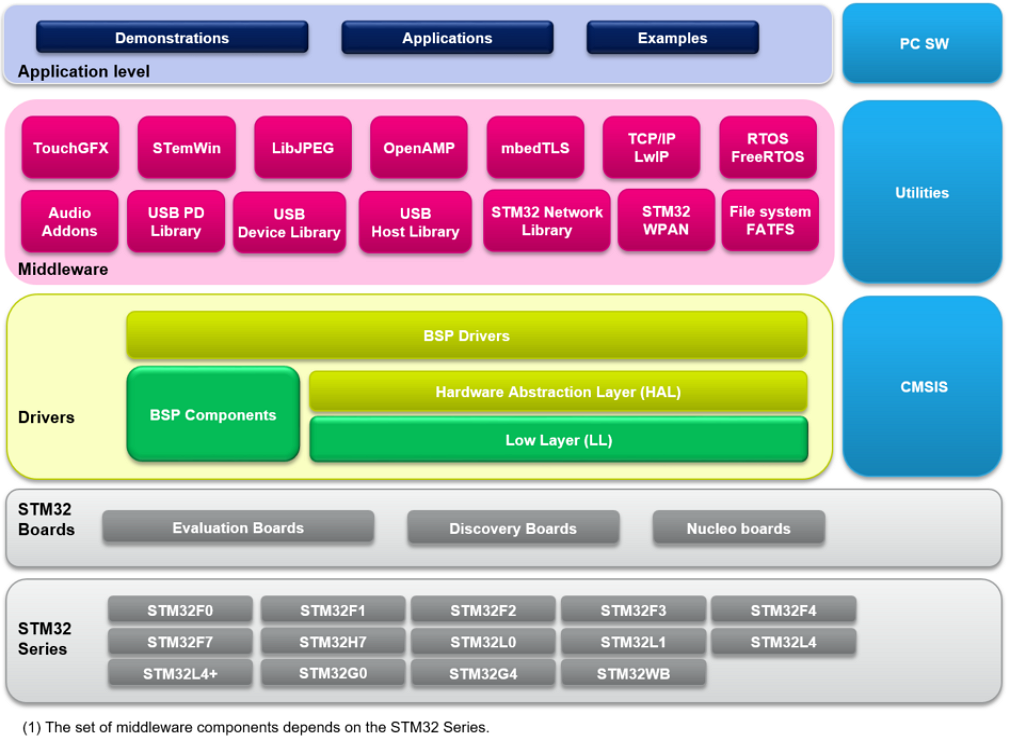 Demonstrations
Applications
Examples
PC SW
Application level
TouchGFX
STemWin
LibJPEG
OpenAMP
mbedTLS
TCP/IP
LwIP
RTOS
FreeRTOS
Utilities
Audio
Addons
USB PD
Library
USB
Device Library
USB
Host Library
STM32 Network
Library
STM32
WPAN
File system
FATFS
Middleware
BSP Drivers
BSP Components
Hardware Abstraction Layer (HAL)
Low Layer (LL)
Drivers
CMSIS
STM32
Boards
Evaluation Boards
Discovery Boards
Nucleo boards
STM32
Series
STM32F0
STM32F1
STM32F2
STM32F3
STM32F4
STM32F7
STM32H7
STM32L0
STM32L1
STM32L4
STM32L4+
STM32G0
STM32G4
STM32WB
(1) The set of middleware components depends on the STM32 Series.